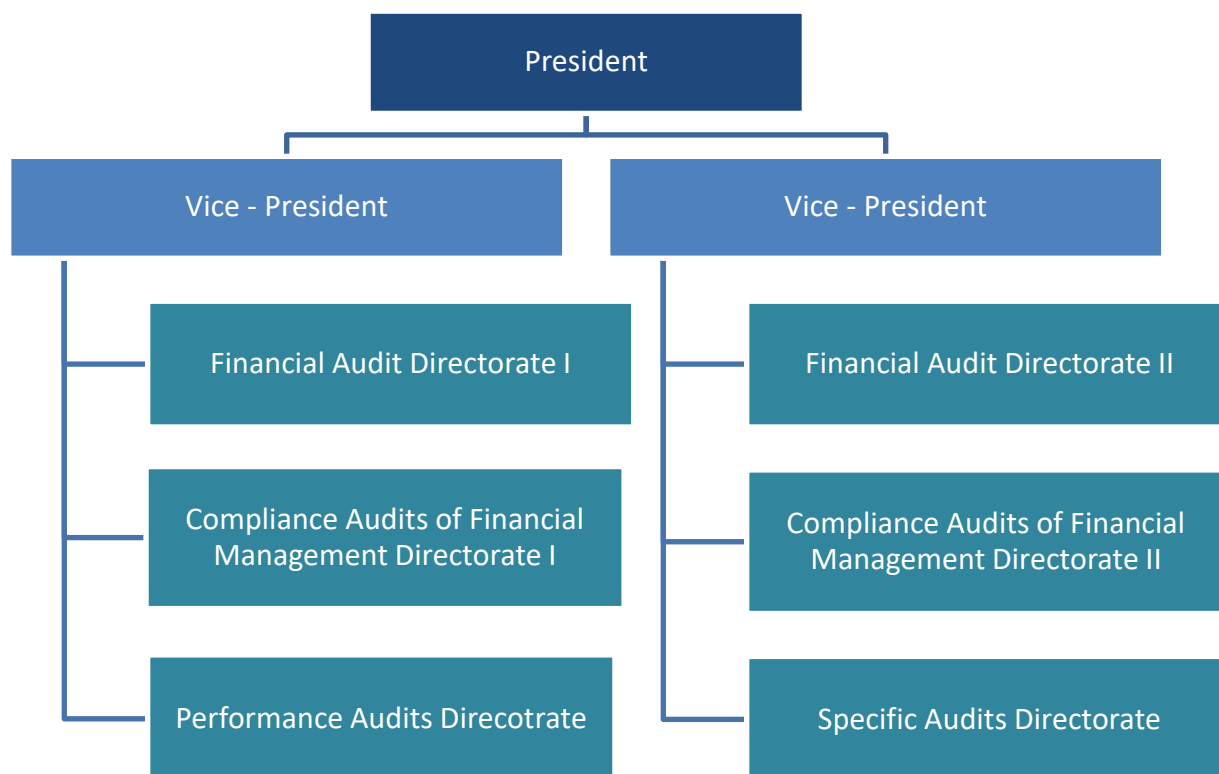 President
Vice - President
Vice - President
Financial Audit Directorate I
Compliance Audits of Financial
Management Directorate I
Performance Audits Direcotrate
Financial Audit Directorate II
Compliance Audits of Financial
Management Directorate II
Specific Audits Directorate